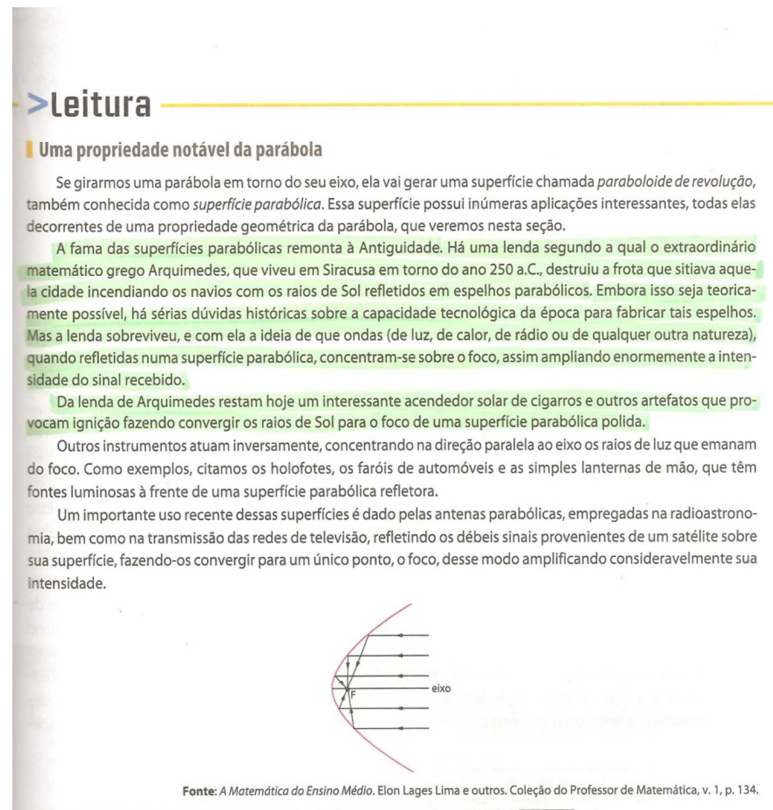 >Leitura
Uma propriedade notável da parábola
Se girarmos uma parábola em torno do seu eixo, ela vai gerar uma superfície chamada paraboloide de revolução,
também conhecida como superfície parabólica. Essa superfície possui inúmeras aplicações interessantes, todas elas
decorrentes de uma propriedade geométrica da parábola, que veremos nesta seção.
A fama das superfícies parabólicas remonta à Antiguidade. Há uma lenda segundo a qual o extraordinário
matemático grego Arquimedes, que viveu em Siracusa em torno do ano 250 a.C., destruiu a frota que sitiava aque-
la cidade incendiando os navios com os raios de Sol refletidos em espelhos parabólicos. Embora isso seja teorica-
mente possível, há sérias dúvidas históricas sobre a capacidade tecnológica da época para fabricar tais espelhos.
Mas a lenda sobreviveu, e com ela a ideia de que ondas (de luz, de calor, de rádio ou de qualquer outra natureza),
quando refletidas numa superfície parabólica, concentram-se sobre o foco, assim ampliando enormemente a inten-
sidade do sinal recebido.
Da lenda de Arquimedes restam hoje um interessante acendedor solar de cigarros e outros artefatos que pro-
vocam ignição fazendo convergir os raios de Sol para o foco de uma superfície parabólica polida.
Outros instrumentos atuam inversamente, concentrando na direção paralela ao eixo os raios de luz que emanam
do foco. Como exemplos, citamos os holofotes, os faróis de automóveis e as simples lanternas de mão, que têm
fontes luminosas à frente de uma superfície parabólica refletora.
Um importante uso recente dessas superfícies é dado pelas antenas parabólicas, empregadas na radioastrono-
mia, bem como na transmissão das redes de televisão, refletindo os débeis sinais provenientes de um satélite sobre
sua superfície, fazendo-os convergir para um único ponto, o foco, desse modo amplificando consideravelmente sua
intensidade.
eixo
F
Fonte: A Matemática do Ensino Médio. Elon Lages Lima e outros. Coleção do Professor de Matemática, v. 1, p. 134.